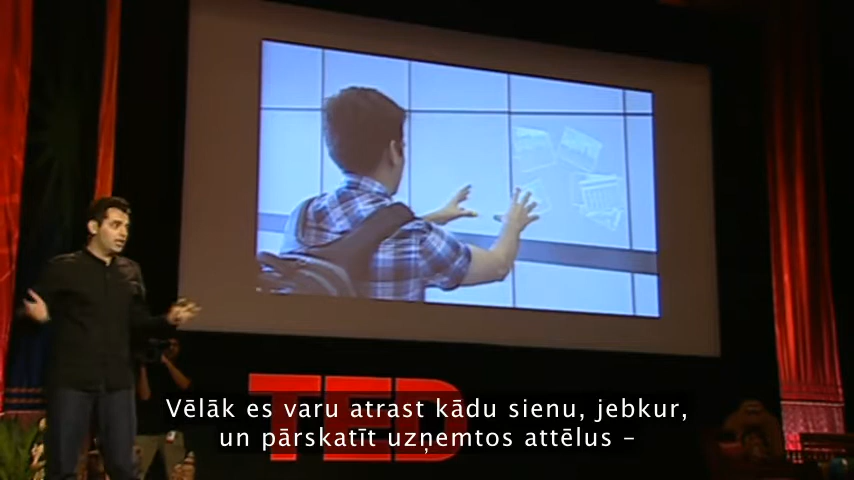 TED
Vēlāk es varu atrast kādu sienu, jebkur,
un pārskatīt uzņemtos attēlus –